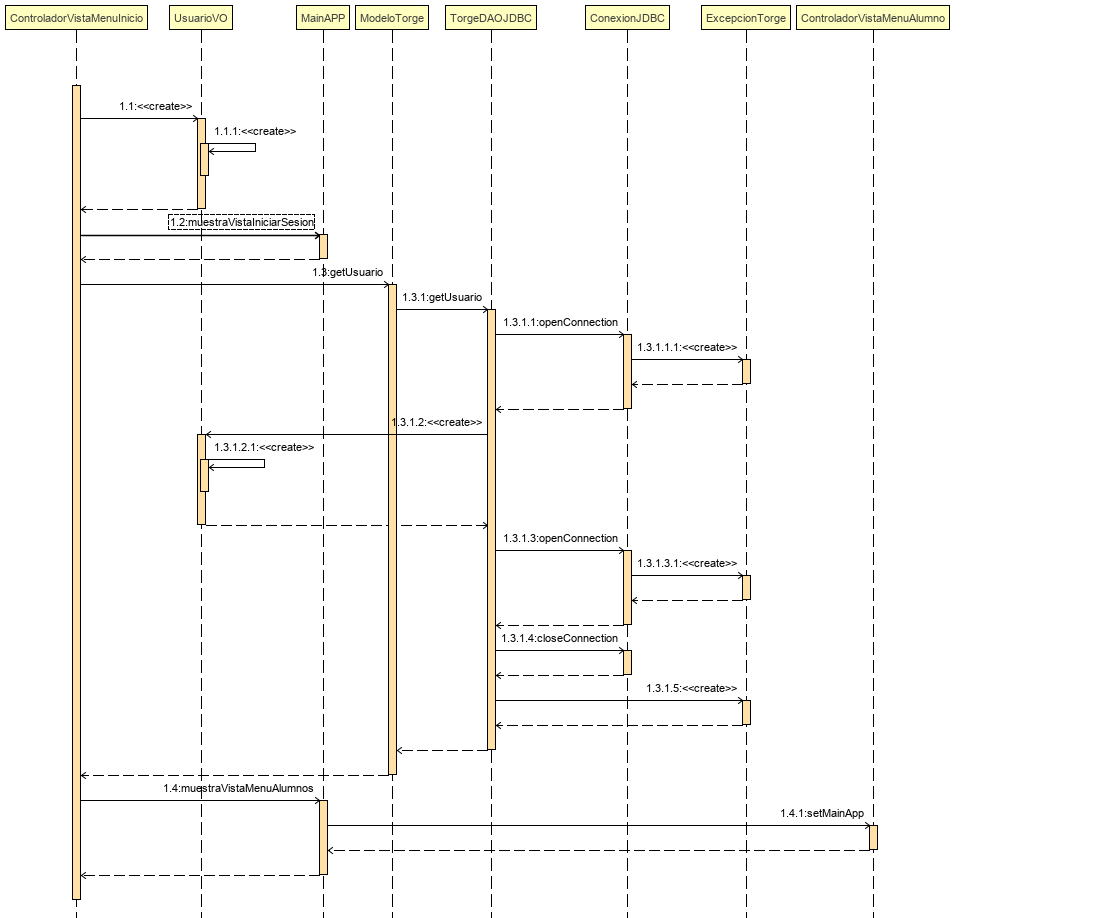 ControladorVistaMenuInicio UsuarioVO MainAPP ModeloTorge TorgeDAOJDBC ConexionJDBC ExcepcionTorge ControladorVistaMenuAlumno
1.1:<<create>>
1.1.1:<<create>>
1.2:muestraVistaIniciarSesion
1.3:getUsuario
1.3.1:getUsuario
1.3.1.1:openConnection
1.3.1.1.1:<<create>>
1.3.1.2:<<create>>
1.3.1.2.1:<<create>>
1.3.1.3:openConnection
1.3.1.3.1:<<create>>
1.3.1.4:closeConnection
1.3.1.5:<<create>>
1.4:muestraVistaMenuAlumnos
1.4.1:setMainApp